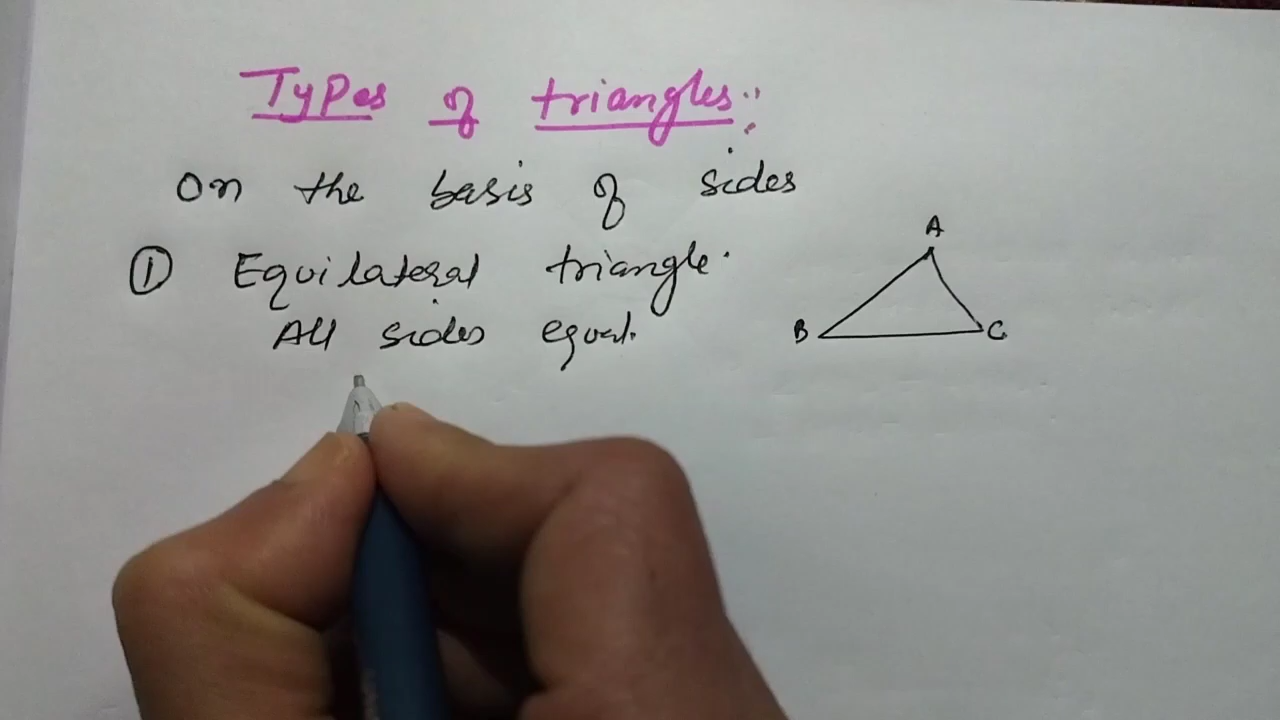 Types of triangles:
On the basis of sides
① Equilateral triangle.
All sides equal.
A
B
C